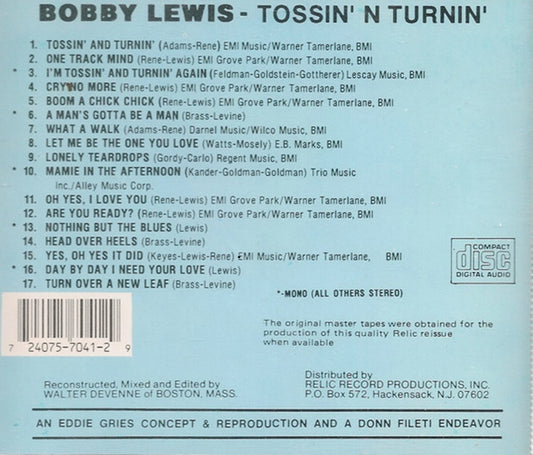 BOBBY LEWIS - TOSSIN' N TURNIN'
1. TOSSIN' AND TURNIN' (Adams-Rene) EMI Music/Warner Tamerlane, BMI
2. ONE TRACK MIND (Rene-Lewis) EMI Grove Park/Warner Tamerlane, BMI
* 3. I'M TOSSIN' AND TURNIN' AGAIN (Feldman-Goldstein-Gottherer) Lescay Music, BMI
4. CRY NO MORE (Rene-Lewis) EMI Grove Park/Warner Tamerlane, BMI
5. BOOM A CHICK CHICK (Rene-Lewis) EMI Grove Park/Warner Tamerlane, BMI
* 6. A MAN'S GOTTA BE A MAN (Brass-Levine)
7. WHAT A WALK (Adams-Rene) Darnel Music/Wilco Music, BMI
8. LET ME BE THE ONE YOU LOVE (Watts-Mosely) E.B. Marks, BMI
9. LONELY TEARDROPS (Gordy-Carlo) Regent Music, BMI
* 10. MAMIE IN THE AFTERNOON (Kander-Goldman-Goldman) Trio Music
Inc./Alley Music Corp.
11. OH YES, I LOVE YOU (Rene-Lewis) EMI Grove Park/Warner Tamerlane, BMI
12. ARE YOU READY? (Rene-Lewis) EMI Grove Park/Warner Tamerlane, BMI
* 13. NOTHING BUT THE BLUES (Lewis)
14. HEAD OVER HEELS (Brass-Levine)
15. YES, OH YES IT DID (Keyes-Lewis-Rene) EMI Music/Warner Tamerlane, BMI
* 16. DAY BY DAY I NEED YOUR LOVE (Lewis)
17. TURN OVER A NEW LEAF (Brass-Levine)
COMPACT
disc
DIGITAL AUDIO
*-MONO (ALL OTHERS STEREO)
The original master tapes were obtained for the
production of this quality Relic reissue
when available
7 24075-7041-2 9
Reconstructed, Mixed and Edited by
WALTER DEVENNE of BOSTON, MASS.
Distributed by
RELIC RECORD PRODUCTIONS, INC.
P.O. Box 572, Hackensack, N.J. 07602
AN EDDIE GRIES CONCEPT & REPRODUCTION AND A DONN FILETI ENDEAVOR